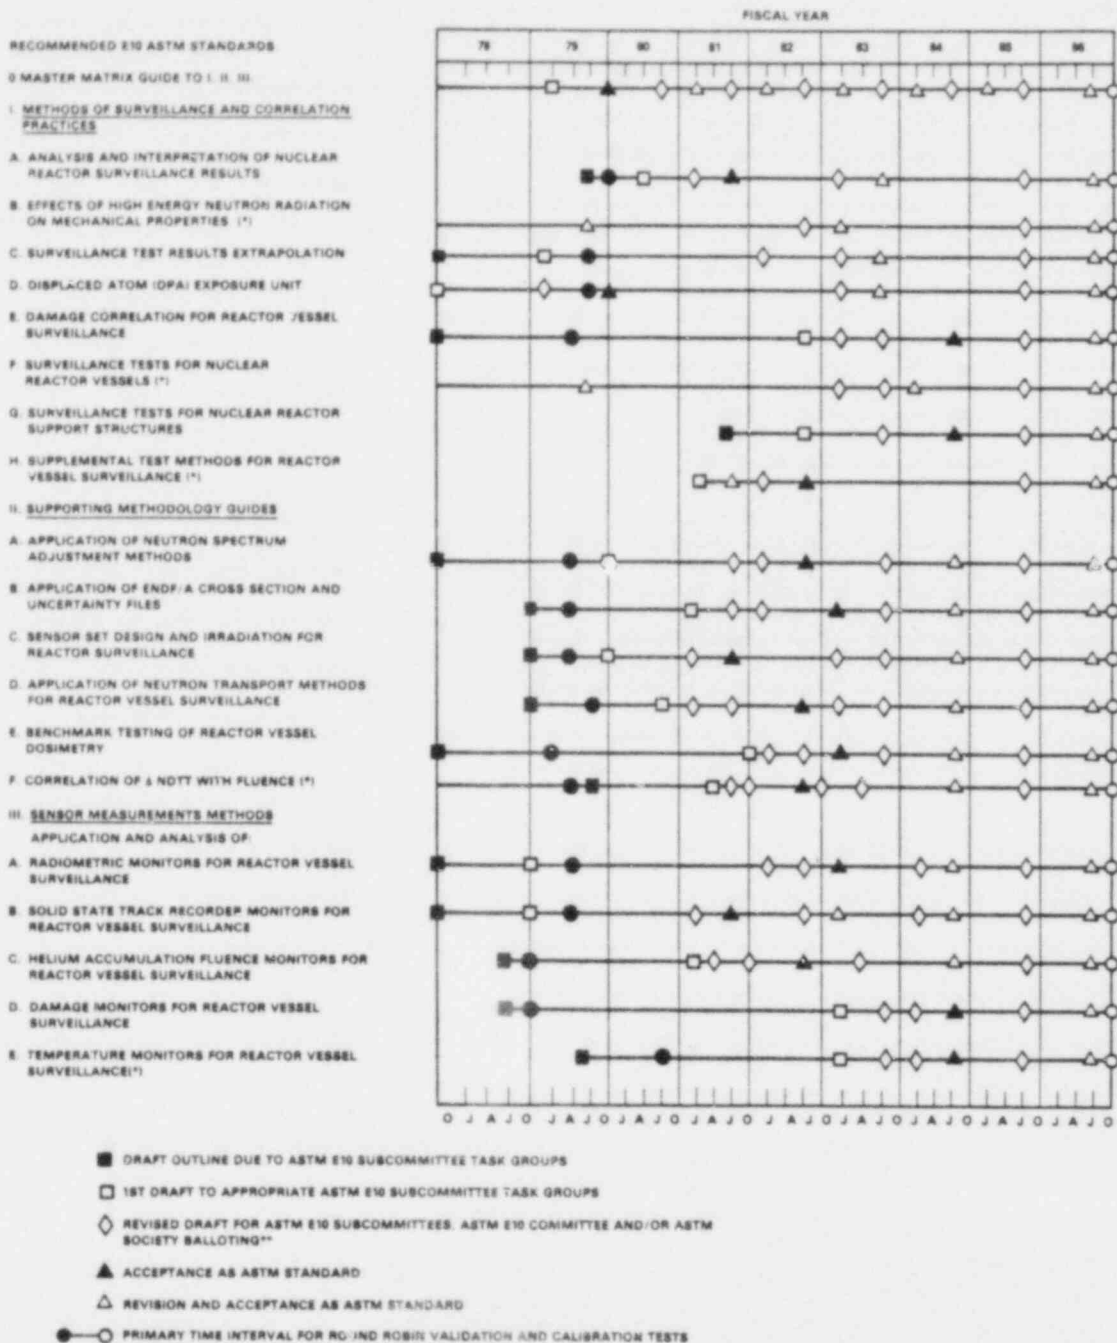 FISCAL YEAR
RECOMMENDED E10 ASTM STANDARDS
78 79 80 81 82 83 84 85 86
0 MASTER MATRIX GUIDE TO I, II, III.
I. METHODS OF SURVEILLANCE AND CORRELATION
PRACTICES
A. ANALYSIS AND INTERPRETATION OF NUCLEAR
REACTOR SURVEILLANCE RESULTS
B. EFFECTS OF HIGH ENERGY NEUTRON RADIATION
ON MECHANICAL PROPERTIES (*)
C. SURVEILLANCE TEST RESULTS EXTRAPOLATION
D. DISPLACED ATOM (DPA) EXPOSURE UNIT
E. DAMAGE CORRELATION FOR REACTOR VESSEL
SURVEILLANCE
F. SURVEILLANCE TESTS FOR NUCLEAR
REACTOR VESSELS (*)
G. SURVEILLANCE TESTS FOR NUCLEAR REACTOR
SUPPORT STRUCTURES
H. SUPPLEMENTAL TEST METHODS FOR REACTOR
VESSEL SURVEILLANCE (*)
II. SUPPORTING METHODOLOGY GUIDES
A. APPLICATION OF NEUTRON SPECTRUM
ADJUSTMENT METHODS
B. APPLICATION OF ENDF/A CROSS SECTION AND
UNCERTAINTY FILES
C. SENSOR SET DESIGN AND IRRADIATION FOR
REACTOR SURVEILLANCE
D. APPLICATION OF NEUTRON TRANSPORT METHODS
FOR REACTOR VESSEL SURVEILLANCE
E. BENCHMARK TESTING OF REACTOR VESSEL
DOSIMETRY
F. CORRELATION OF Δ NDTT WITH FLUENCE (*)
III. SENSOR MEASUREMENTS METHODS
APPLICATION AND ANALYSIS OF:
A. RADIOMETRIC MONITORS FOR REACTOR VESSEL
SURVEILLANCE
B. SOLID STATE TRACK RECORDER MONITORS FOR
REACTOR VESSEL SURVEILLANCE
C. HELIUM ACCUMULATION FLUENCE MONITORS FOR
REACTOR VESSEL SURVEILLANCE
D. DAMAGE MONITORS FOR REACTOR VESSEL
SURVEILLANCE
E. TEMPERATURE MONITORS FOR REACTOR VESSEL
SURVEILLANCE(*)
O J A J O J A J O J A J O J A J O J A J O J A J O J A J O J A J O J A J O
DRAFT OUTLINE DUE TO ASTM E10 SUBCOMMITTEE TASK GROUPS
1ST DRAFT TO APPROPRIATE ASTM E10 SUBCOMMITTEE TASK GROUPS
REVISED DRAFT FOR ASTM E10 SUBCOMMITTEES, ASTM E10 COMMITTEE AND/OR ASTM
SOCIETY BALLOTING**
ACCEPTANCE AS ASTM STANDARD
REVISION AND ACCEPTANCE AS ASTM STANDARD
PRIMARY TIME INTERVAL FOR ROUND ROBIN VALIDATION AND CALIBRATION TESTS